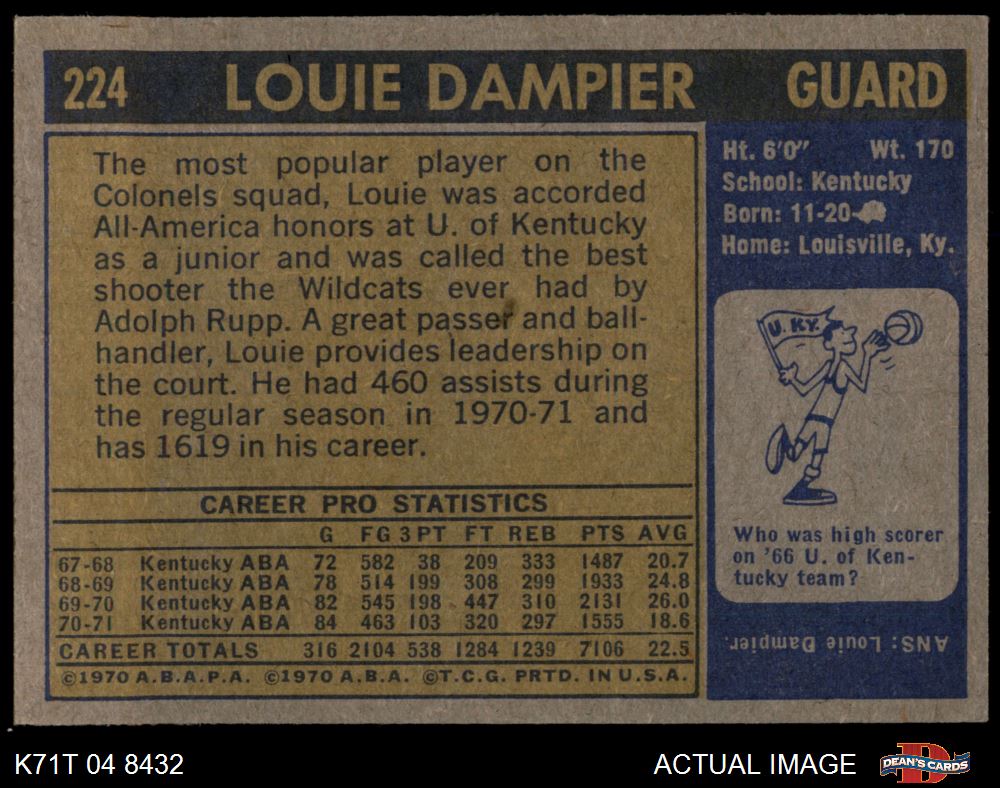 224 LOUIE DAMPIER GUARD
The most popular player on the
Colonels squad, Louie was accorded
All-America honors at U. of Kentucky
as a junior and was called the best
shooter the Wildcats ever had by
Adolph Rupp. A great passer and ball-
handler, Louie provides leadership on
the court. He had 460 assists during
the regular season in 1970-71 and
has 1619 in his career.
Ht. 6'0" Wt. 170
School: Kentucky
Born: 11-20-
Home: Louisville, Ky.
U. KY.
Who was high scorer
on '66 U. of Ken-
tucky team?
ANS: Louie Dampier.
CAREER PRO STATISTICS
G FG 3PT FT REB PTS AVG
67-68 Kentucky ABA 72 582 38 209 333 1487 20.7
68-69 Kentucky ABA 78 514 199 308 299 1933 24.8
69-70 Kentucky ABA 82 545 198 447 310 2131 26.0
70-71 Kentucky ABA 84 463 103 320 297 1555 18.6
CAREER TOTALS 316 2104 538 1284 1239 7106 22.5
©1970 A.B.A.P.A. ©1970 A.B.A. ©T.C.G. PRTD. IN U.S.A.
K71T 04 8432
ACTUAL IMAGE
DEAN'S CARDS